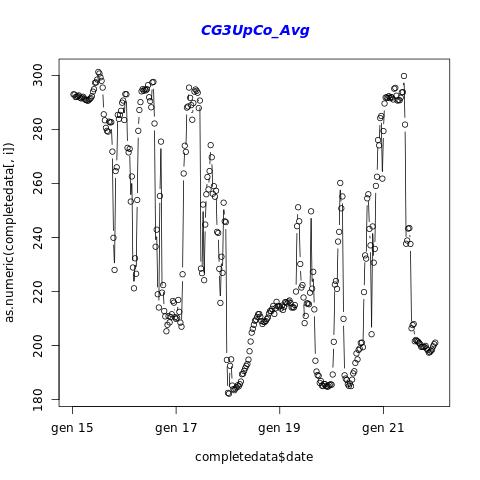 CG3UpCo_Avg
as.numeric(completedata[, i])
300
280
260
240
220
200
180
gen 15
gen 17
gen 19
gen 21
completedata$date